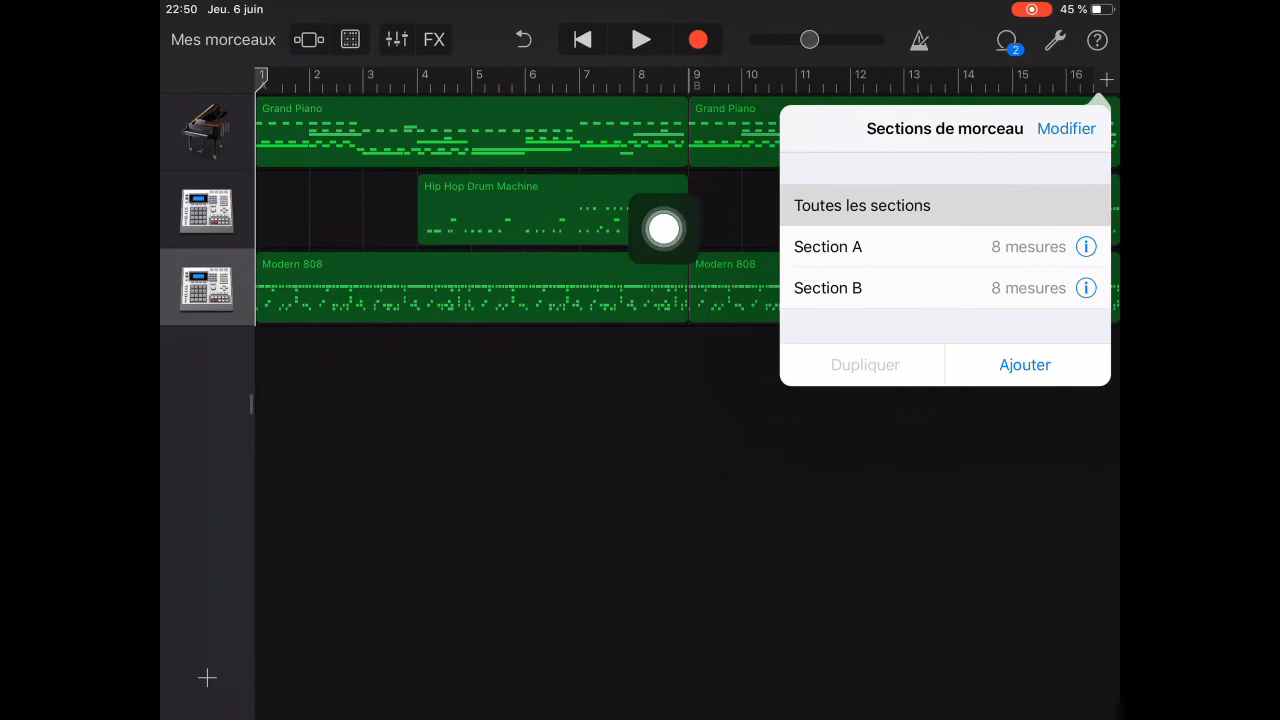 22:50 Jeu. 6 juin
45 %
Mes morceaux
FX
2
1 2 3 4 5 6 7 8 9 10 11 12 13 14 15 16
A B
Grand Piano
Grand Piano
Sections de morceau
Modifier
Hip Hop Drum Machine
Toutes les sections
Section A 8 mesures
Modern 808
Modern 808
Section B 8 mesures
Dupliquer
Ajouter